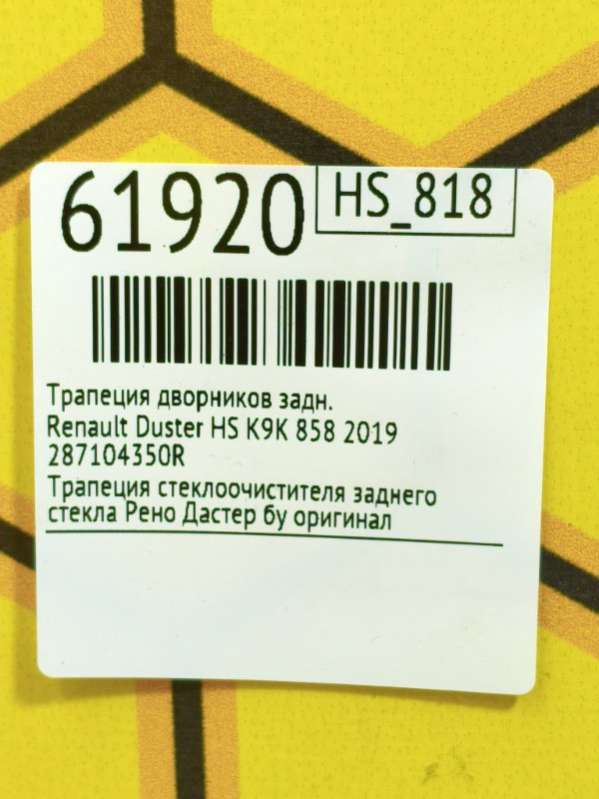 61920
HS_818
Трапеция дворников задн.
Renault Duster HS K9K 858 2019
287104350R
Трапеция стеклоочистителя заднего
стекла Рено Дастер бу оригинал